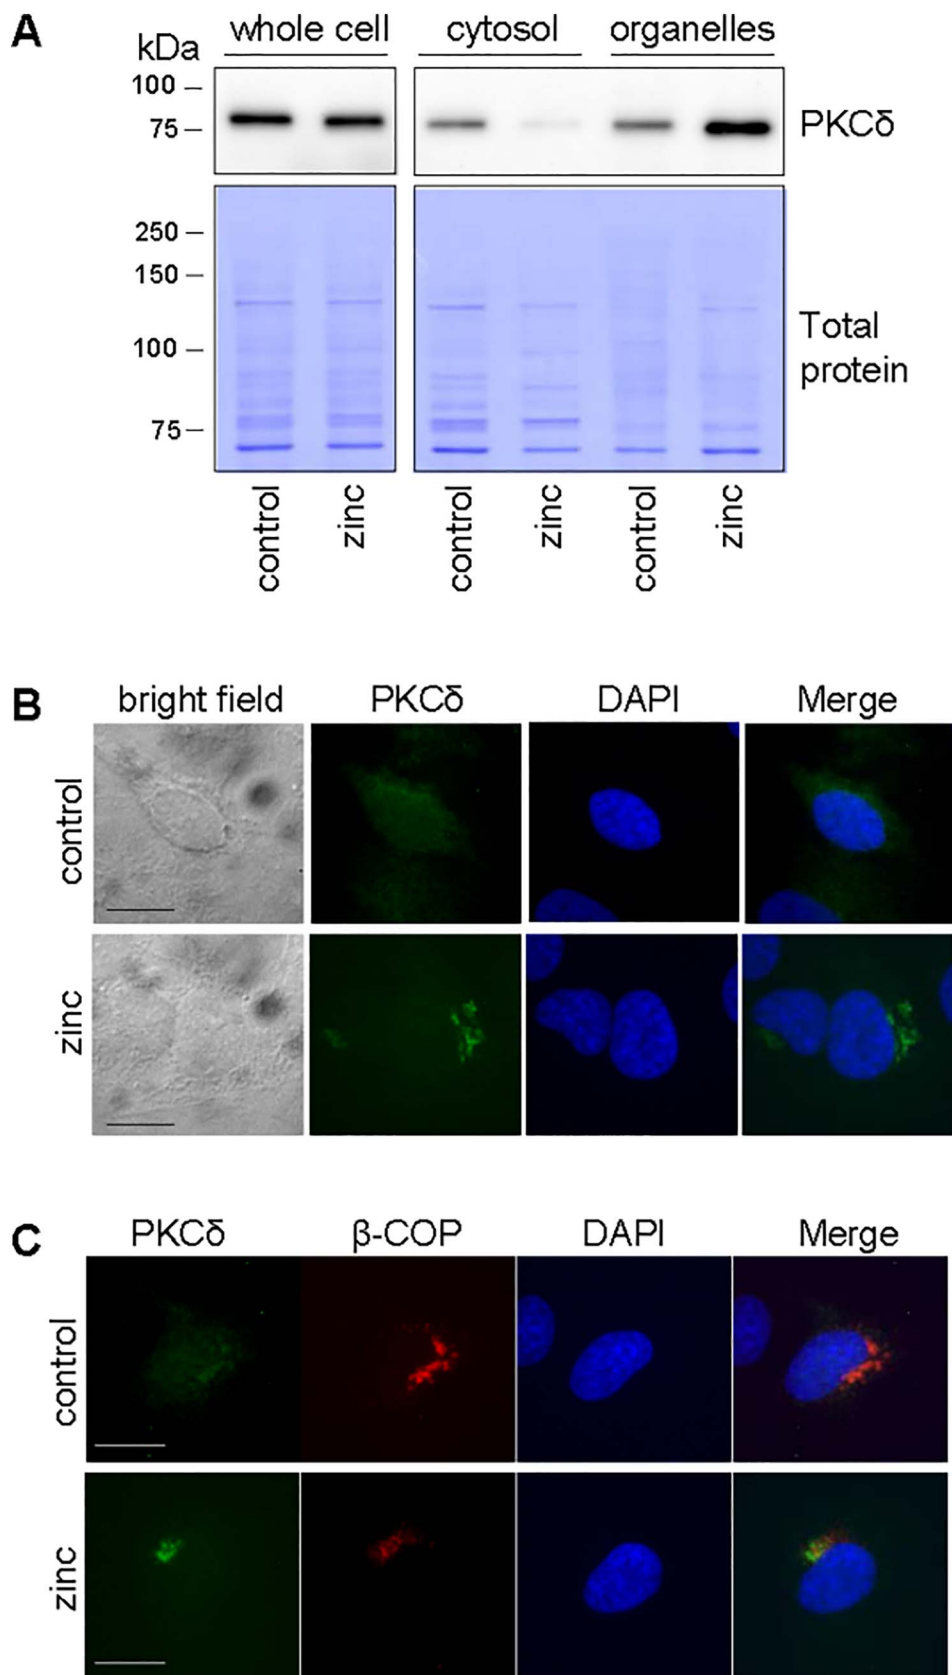 A
whole cell cytosol organelles
kDa
100
75
PKCδ
250
150
100
75
Total
protein
control zinc control zinc control zinc
B
bright field PKCδ DAPI Merge
control
zinc
C
PKCδ β-COP DAPI Merge
control
zinc